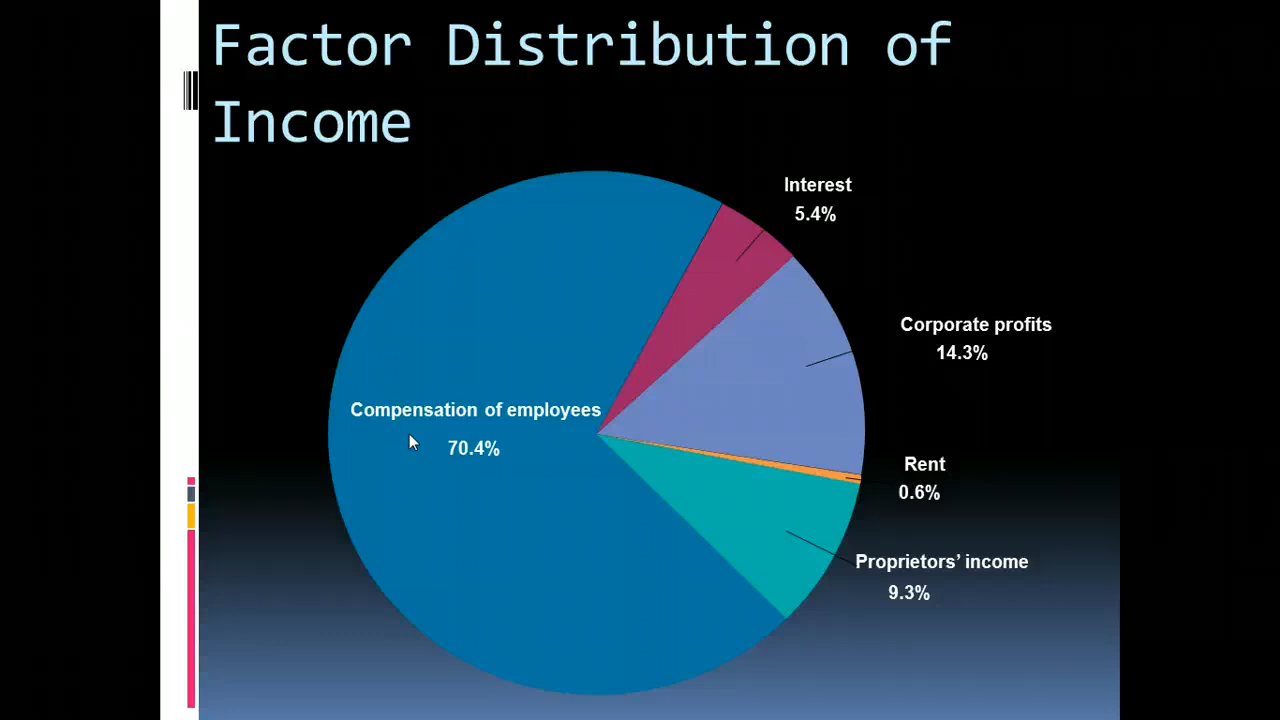 Factor Distribution of
Income
Interest
5.4%
Corporate profits
14.3%
Compensation of employees
70.4%
Rent
0.6%
Proprietors’ income
9.3%